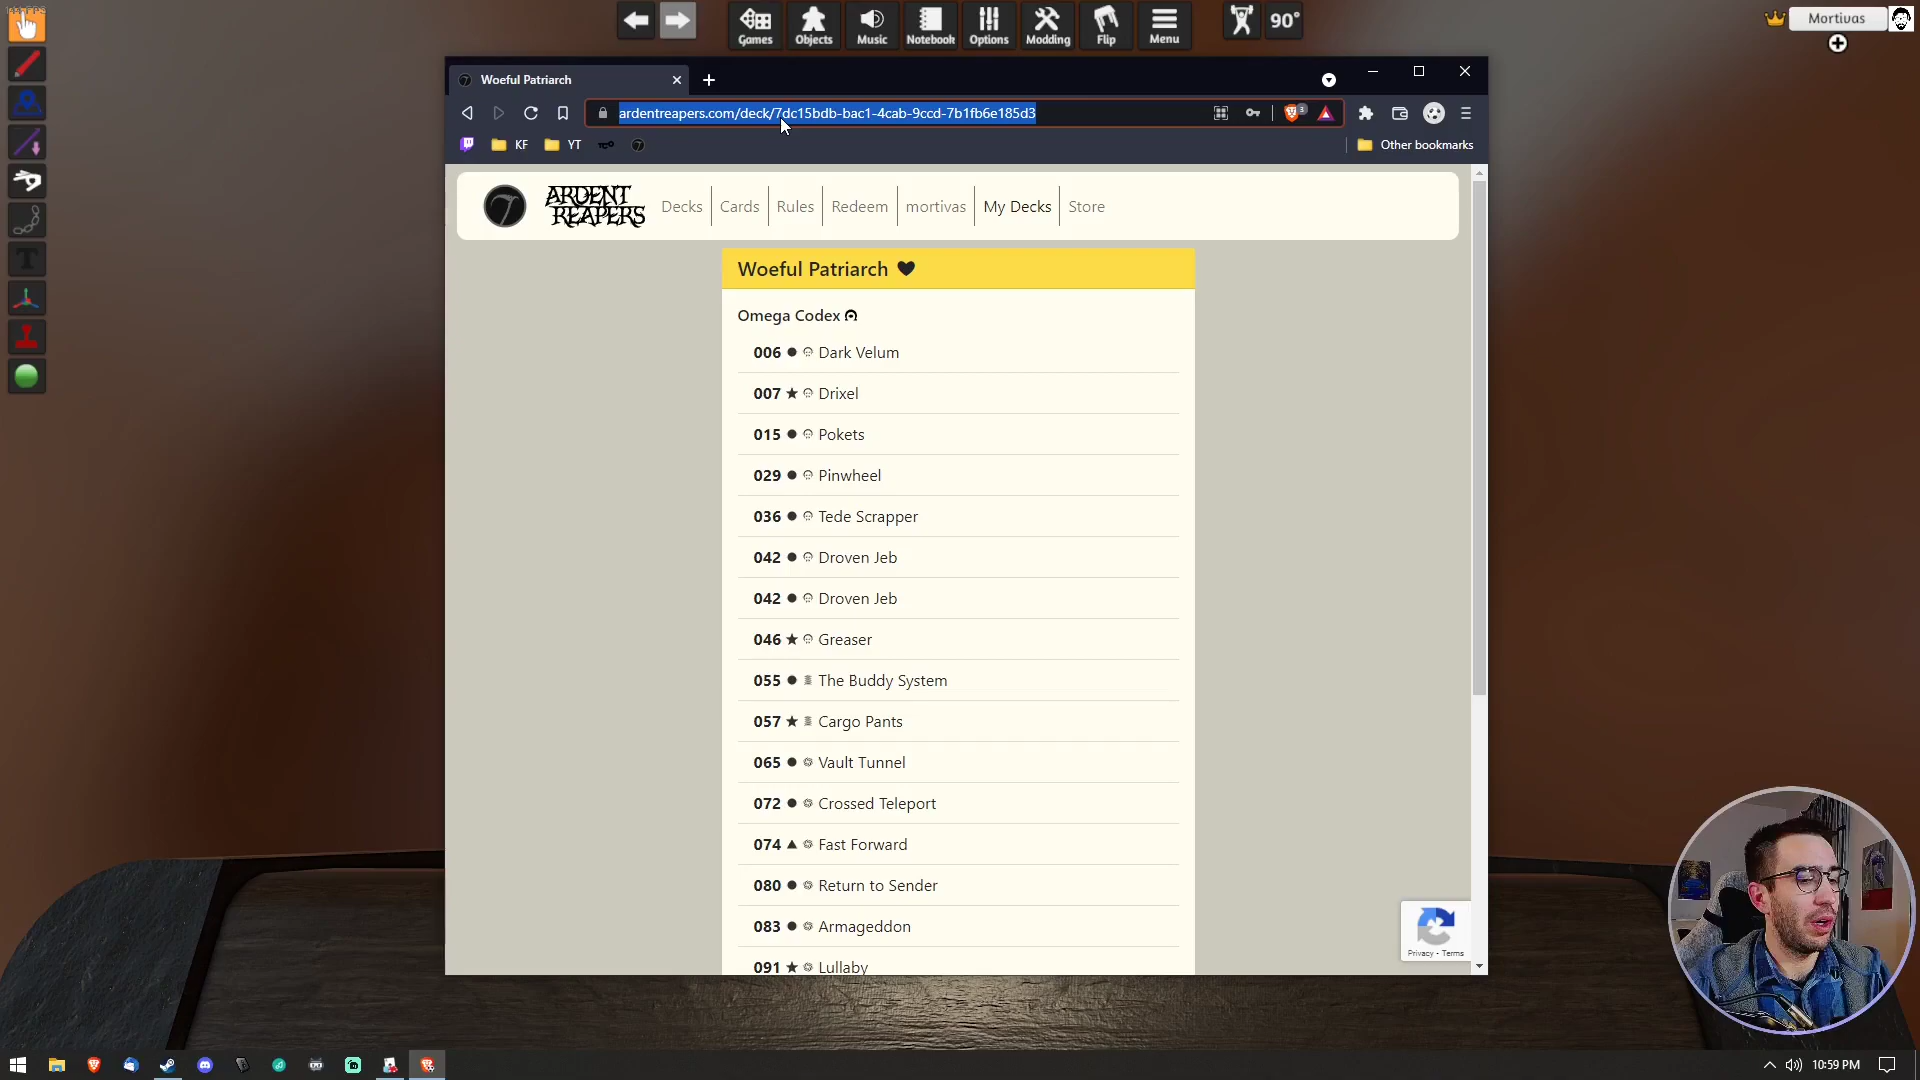 Games
Objects
Music
Notebook
Options
Modding
Flip
Menu
90°
Mortivas
Woeful Patriarch
ardentreapers.com/deck/7dc15bdb-bac1-4cab-9ccd-7b1fb6e185d3
3
KF
YT
Other bookmarks
ARDENT
REAPERS
Decks
Cards
Rules
Redeem
mortivas
My Decks
Store
Woeful Patriarch
Omega Codex
006 Dark Velum
007 Drixel
015 Pokets
029 Pinwheel
036 Tede Scrapper
042 Droven Jeb
042 Droven Jeb
046 Greaser
055 The Buddy System
057 Cargo Pants
065 Vault Tunnel
072 Crossed Teleport
074 Fast Forward
080 Return to Sender
083 Armageddon
091 Lullaby
Privacy - Terms
10:59 PM